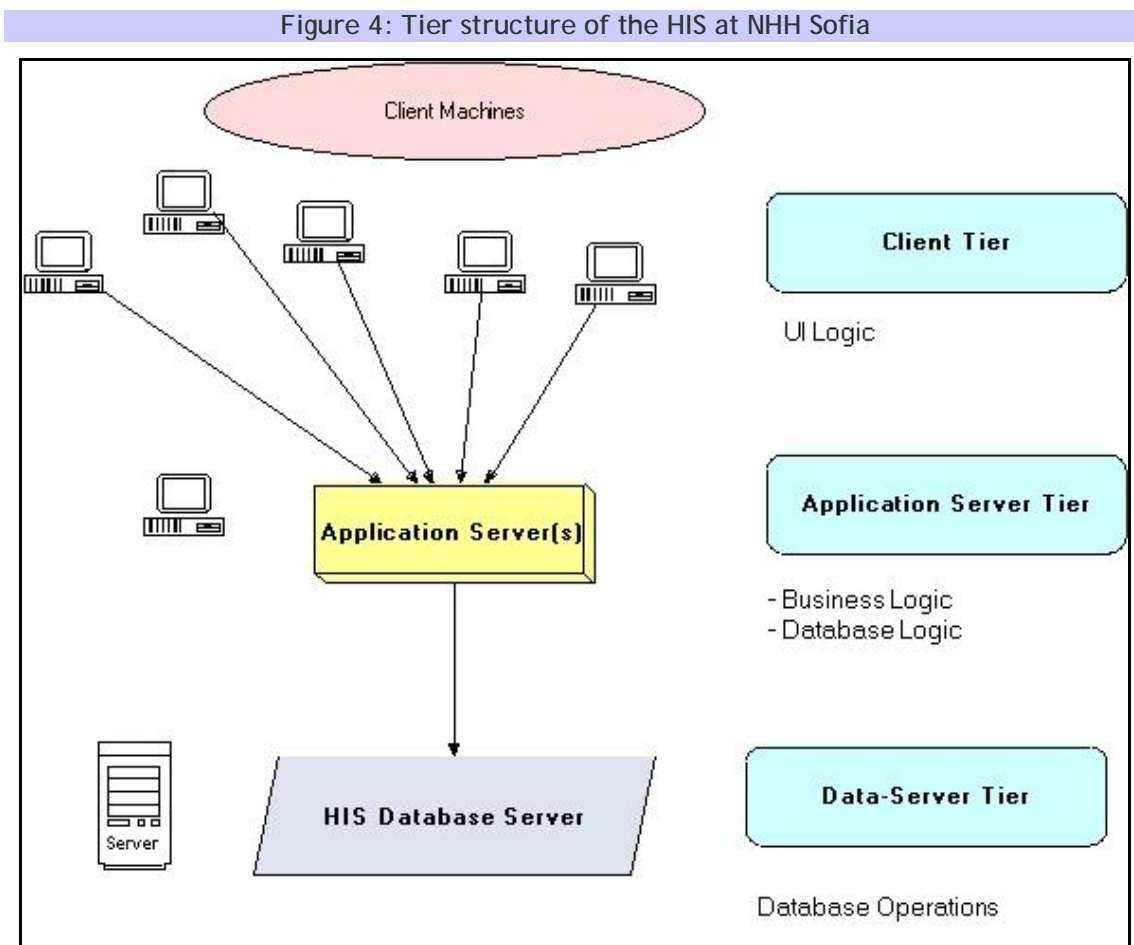 Figure 4: Tier structure of the HIS at NHH Sofia
Client Machines
Client Tier
UI Logic
Application Server(s)
Application Server Tier
- Business Logic
- Database Logic
Server
HIS Database Server
Data-Server Tier
Database Operations